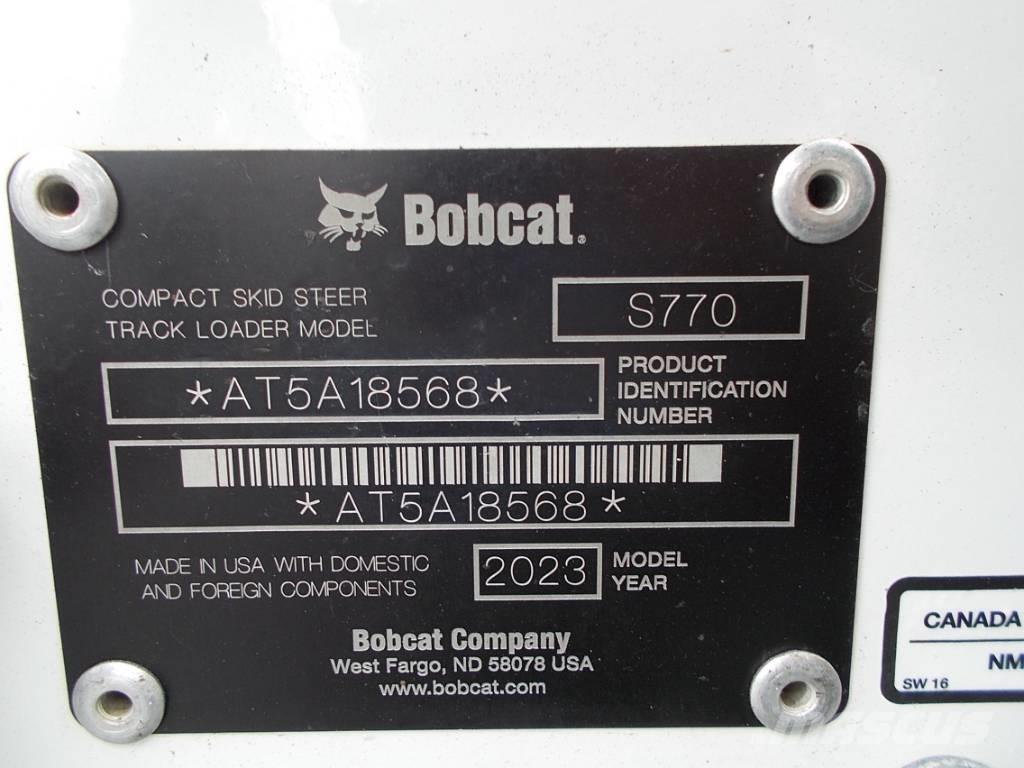 Bobcat.
COMPACT SKID STEER
TRACK LOADER MODEL
S770
*AT5A18568*
PRODUCT
IDENTIFICATION
NUMBER
*AT5A18568*
MADE IN USA WITH DOMESTIC
AND FOREIGN COMPONENTS
2023
MODEL
YEAR
Bobcat Company
West Fargo, ND 58078 USA
www.bobcat.com
CANADA
NM
SW 16
Mascus